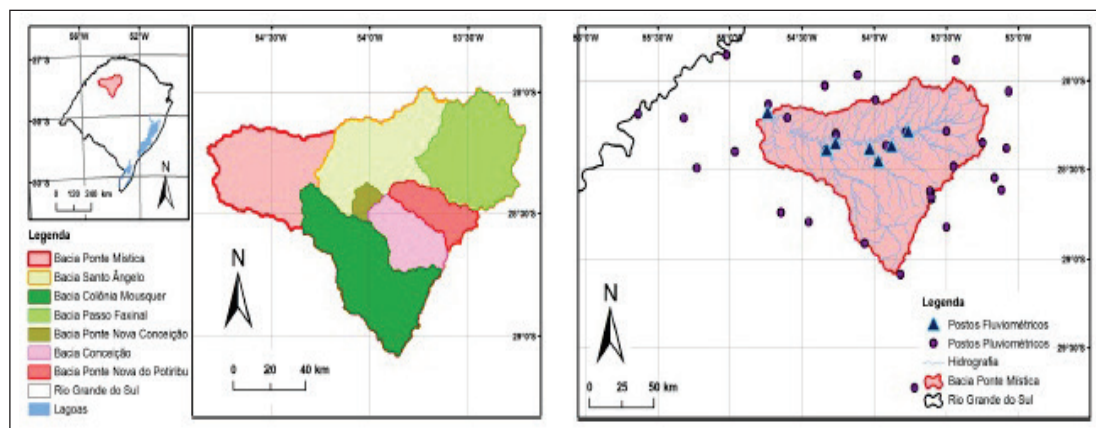 56°W 52°W
27°S
30°S
33°S
N
0 120 240 km
Legenda
Bacia Ponte Mística
Bacia Santo Ângelo
Bacia Colônia Mousquer
Bacia Passo Faxinal
Bacia Ponte Nova Conceição
Bacia Conceição
Bacia Ponte Nova do Potiribu
Rio Grande do Sul
Lagoas
54°30'W 54°0'W 53°30'W
28°0'S
28°30'S
29°0'S
N
0 20 40 km
55°30'W 55°0'W 54°30'W 54°0'W 53°30'W 53°0'W
28°0'S
28°30'S
29°0'S
29°30'S
N
0 25 50 km
Legenda
Postos Fluviométricos
Postos Pluviométricos
Hidrografia
Bacia Ponte Mística
Rio Grande do Sul